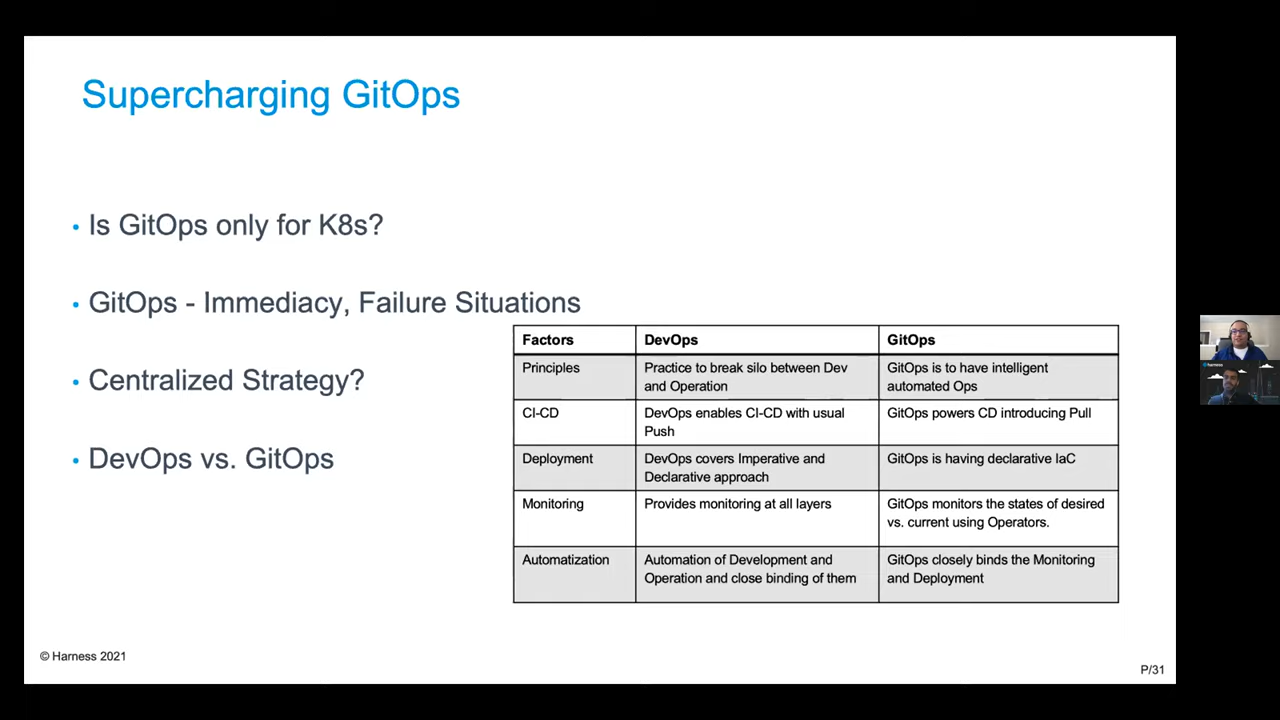 Supercharging GitOps
• Is GitOps only for K8s?
• GitOps - Immediacy, Failure Situations
• Centralized Strategy?
• DevOps vs. GitOps
Factors DevOps GitOps
Principles Practice to break silo between Dev and Operation GitOps is to have intelligent automated Ops
CI-CD DevOps enables CI-CD with usual Push GitOps powers CD introducing Pull
Deployment DevOps covers Imperative and Declarative approach GitOps is having declarative IaC
Monitoring Provides monitoring at all layers GitOps monitors the states of desired vs. current using Operators.
Automatization Automation of Development and Operation and close binding of them GitOps closely binds the Monitoring and Deployment
© Harness 2021
P/31
harness